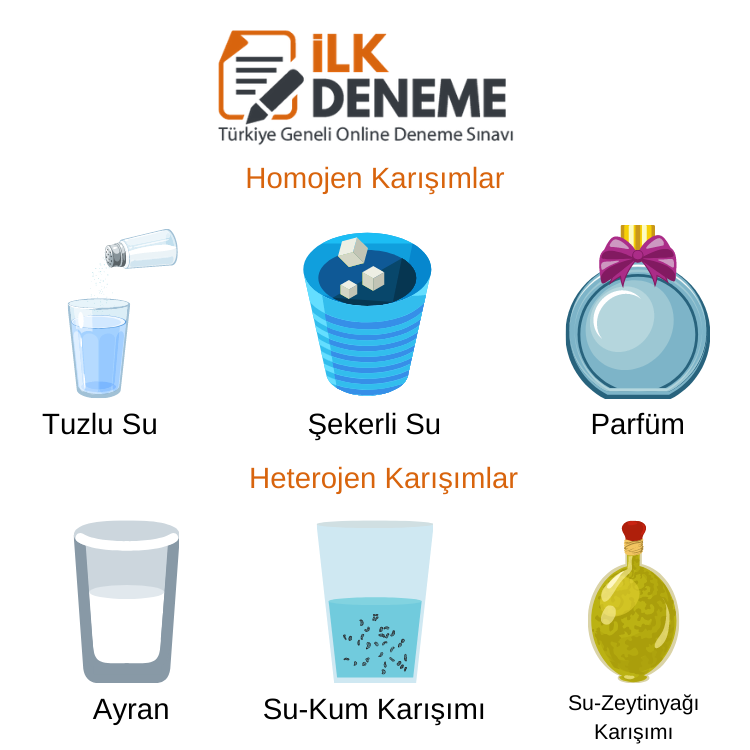 İLK
DENEME
Türkiye Geneli Online Deneme Sınavı
Homojen Karışımlar
Tuzlu Su
Şekerli Su
Parfüm
Heterojen Karışımlar
Ayran
Su-Kum Karışımı
Su-Zeytinyağı
Karışımı